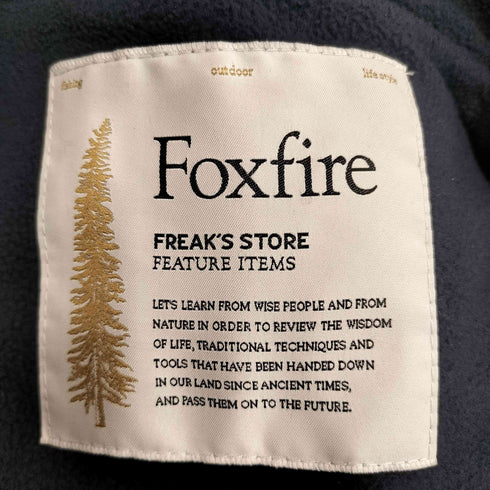 fishing outdoor life style
Foxfire
FREAK'S STORE
FEATURE ITEMS
LET'S LEARN FROM WISE PEOPLE AND FROM
NATURE IN ORDER TO REVIEW THE WISDOM
OF LIFE, TRADITIONAL TECHNIQUES AND
TOOLS THAT HAVE BEEN HANDED DOWN
IN OUR LAND SINCE ANCIENT TIMES,
AND PASS THEM ON TO THE FUTURE.